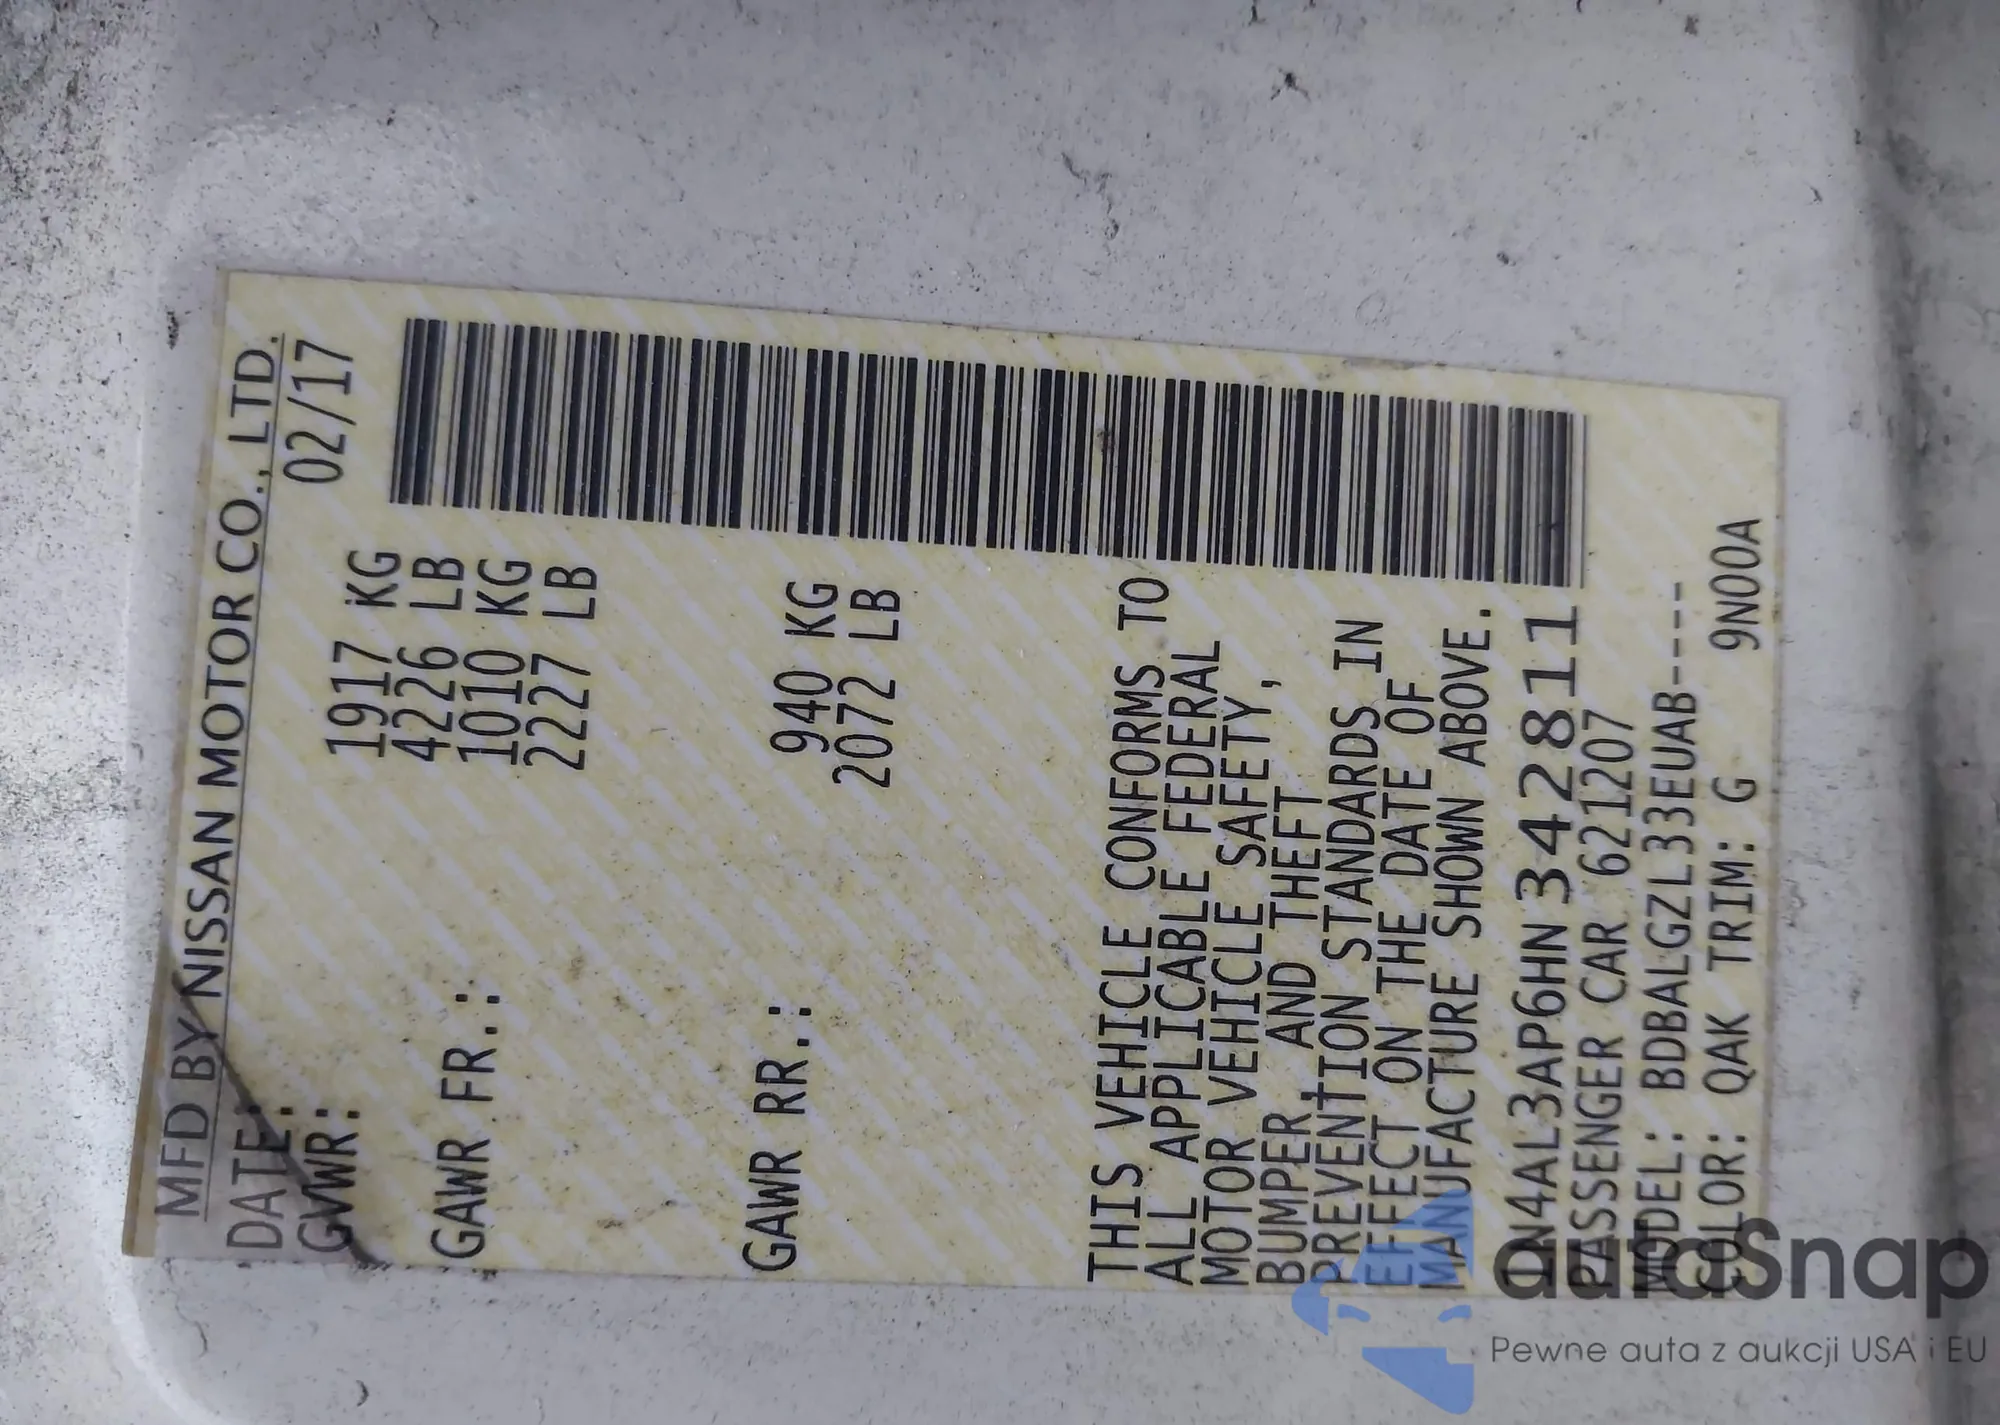 MFD BY NISSAN MOTOR CO., LTD.
DATE: 02/17
GVWR: 1917 KG
4226 LB
GAWR FR.: 1010 KG
2227 LB
GAWR RR.: 940 KG
2072 LB
THIS VEHICLE CONFORMS TO
ALL APPLICABLE FEDERAL
MOTOR VEHICLE SAFETY,
BUMPER, AND THEFT
PREVENTION STANDARDS IN
EFFECT ON THE DATE OF
MANUFACTURE SHOWN ABOVE.
1N4AL3AP6HN 342811
PASSENGER CAR 621207
MODEL: BDBALGZL33EUAB----
COLOR: QAK TRIM: G 9N00A
autoSnap
Pewne auta z aukcji USA i EU